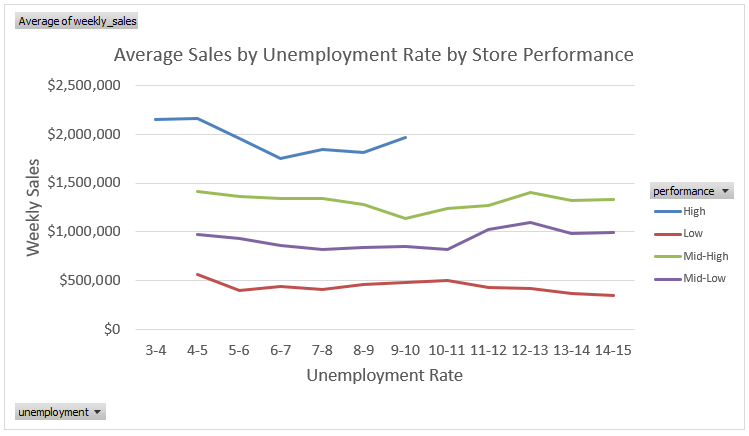 Average of weekly_sales
Average Sales by Unemployment Rate by Store Performance
$2,500,000
$2,000,000
$1,500,000
$1,000,000
$500,000
$0
Weekly Sales
3-4 4-5 5-6 6-7 7-8 8-9 9-10 10-11 11-12 12-13 13-14 14-15
Unemployment Rate
performance
High
Low
Mid-High
Mid-Low
unemployment